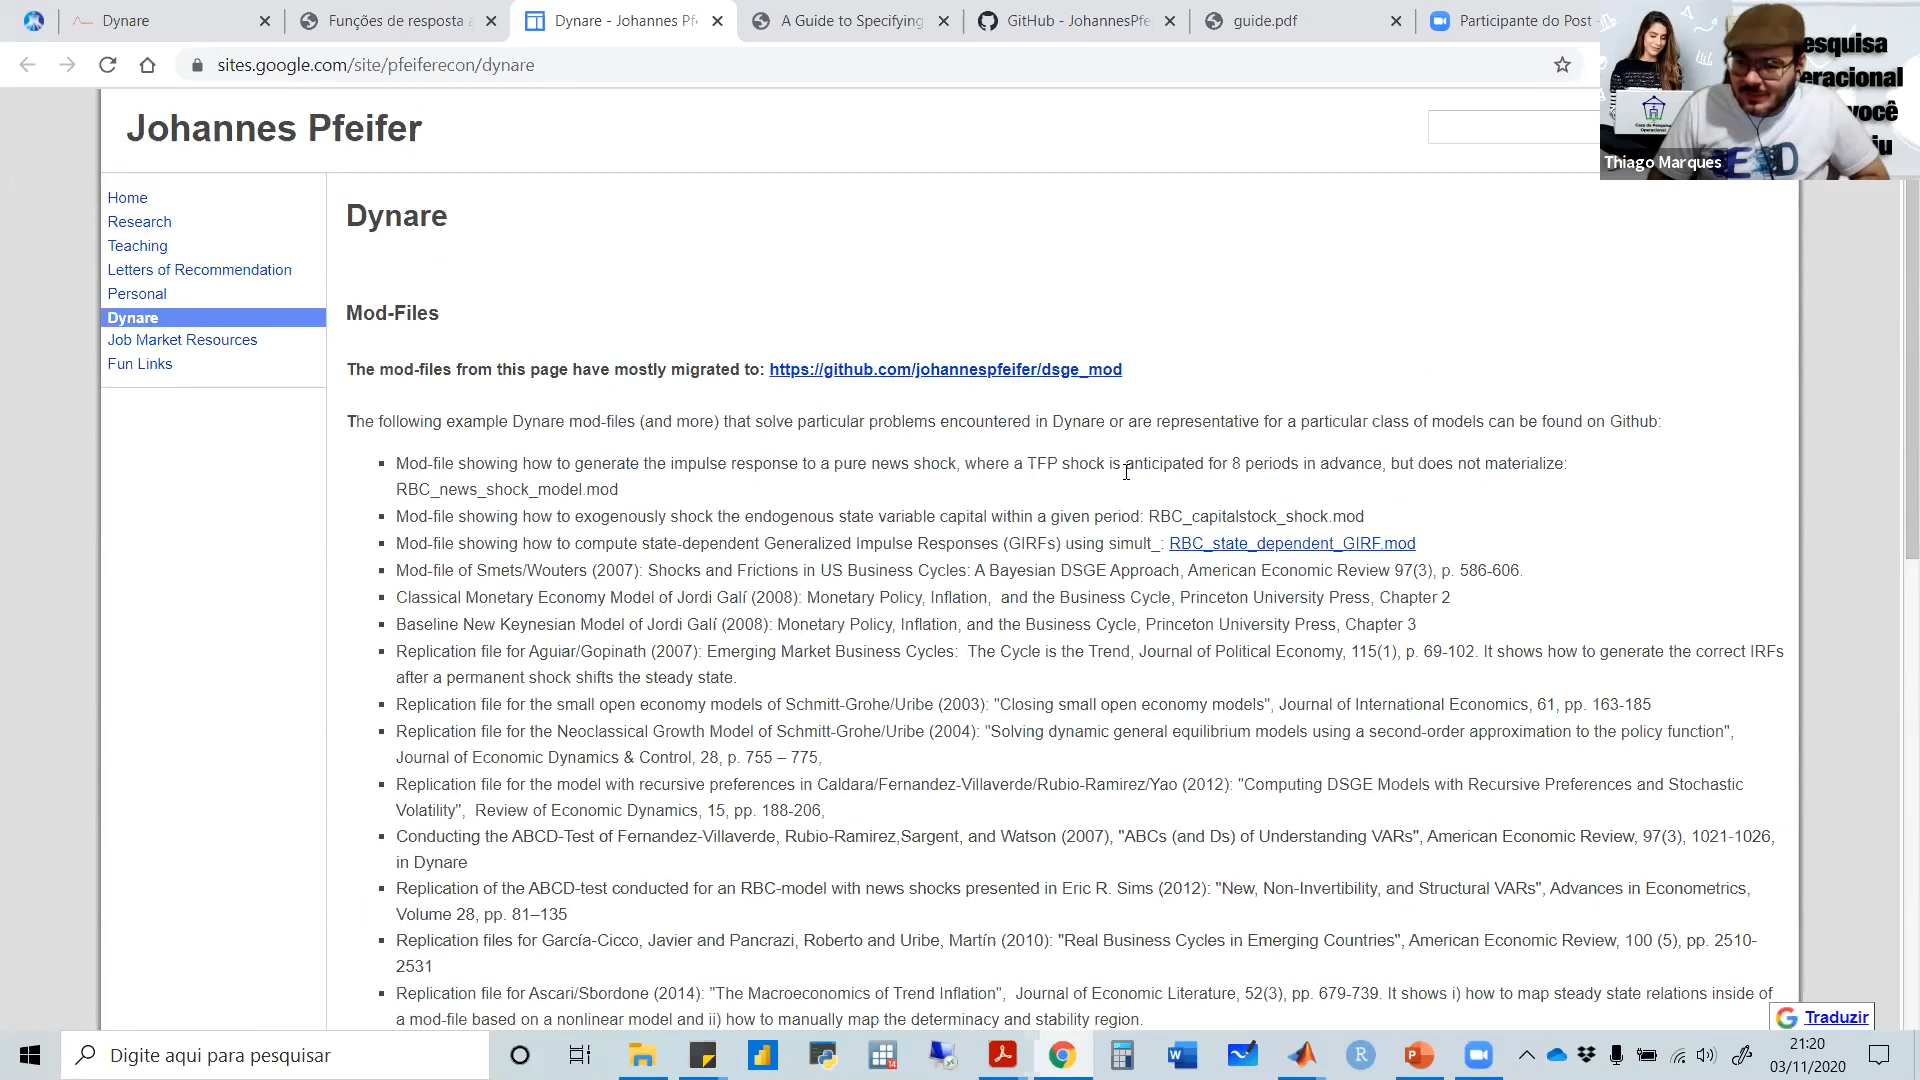 Dynare
Funções de resposta a
Dynare - Johannes Pf
A Guide to Specifying
GitHub - JohannesPfe
guide.pdf
Participante do Post -
sites.google.com/site/pfeiferecon/dynare
esquisa
eracional
você
iu
Casa da Pesquisa
Operacional
Thiago Marques
Johannes Pfeifer
Home
Research
Teaching
Letters of Recommendation
Personal
Dynare
Job Market Resources
Fun Links
Dynare
Mod-Files
The mod-files from this page have mostly migrated to: https://github.com/johannespfeifer/dsge_mod
The following example Dynare mod-files (and more) that solve particular problems encountered in Dynare or are representative for a particular class of models can be found on Github:
Mod-file showing how to generate the impulse response to a pure news shock, where a TFP shock is anticipated for 8 periods in advance, but does not materialize:
RBC_news_shock_model.mod
Mod-file showing how to exogenously shock the endogenous state variable capital within a given period: RBC_capitalstock_shock.mod
Mod-file showing how to compute state-dependent Generalized Impulse Responses (GIRFs) using simult_: RBC_state_dependent_GIRF.mod
Mod-file of Smets/Wouters (2007): Shocks and Frictions in US Business Cycles: A Bayesian DSGE Approach, American Economic Review 97(3), p. 586-606.
Classical Monetary Economy Model of Jordi Galí (2008): Monetary Policy, Inflation, and the Business Cycle, Princeton University Press, Chapter 2
Baseline New Keynesian Model of Jordi Galí (2008): Monetary Policy, Inflation, and the Business Cycle, Princeton University Press, Chapter 3
Replication file for Aguiar/Gopinath (2007): Emerging Market Business Cycles: The Cycle is the Trend, Journal of Political Economy, 115(1), p. 69-102. It shows how to generate the correct IRFs
after a permanent shock shifts the steady state.
Replication file for the small open economy models of Schmitt-Grohe/Uribe (2003): "Closing small open economy models", Journal of International Economics, 61, pp. 163-185
Replication file for the Neoclassical Growth Model of Schmitt-Grohe/Uribe (2004): "Solving dynamic general equilibrium models using a second-order approximation to the policy function",
Journal of Economic Dynamics & Control, 28, p. 755 – 775,
Replication file for the model with recursive preferences in Caldara/Fernandez-Villaverde/Rubio-Ramirez/Yao (2012): "Computing DSGE Models with Recursive Preferences and Stochastic
Volatility", Review of Economic Dynamics, 15, pp. 188-206,
Conducting the ABCD-Test of Fernandez-Villaverde, Rubio-Ramirez,Sargent, and Watson (2007), "ABCs (and Ds) of Understanding VARs", American Economic Review, 97(3), 1021-1026,
in Dynare
Replication of the ABCD-test conducted for an RBC-model with news shocks presented in Eric R. Sims (2012): "New, Non-Invertibility, and Structural VARs", Advances in Econometrics,
Volume 28, pp. 81–135
Replication files for García-Cicco, Javier and Pancrazi, Roberto and Uribe, Martín (2010): "Real Business Cycles in Emerging Countries", American Economic Review, 100 (5), pp. 2510-
2531
Replication file for Ascari/Sbordone (2014): "The Macroeconomics of Trend Inflation", Journal of Economic Literature, 52(3), pp. 679-739. It shows i) how to map steady state relations inside of
a mod-file based on a nonlinear model and ii) how to manually map the determinacy and stability region.
Traduzir
Digite aqui para pesquisar
14
21:20
03/11/2020